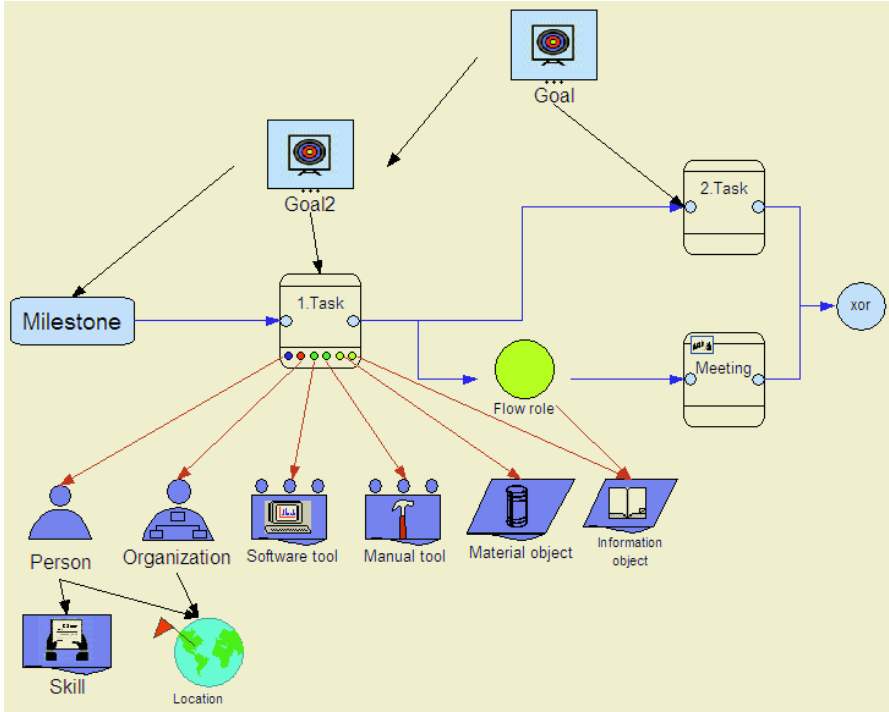 Goal
Goal2
2.Task
1.Task
Milestone
xor
Meeting
Flow role
Person
Organization
Software tool
Manual tool
Material object
Information
object
Skill
Location